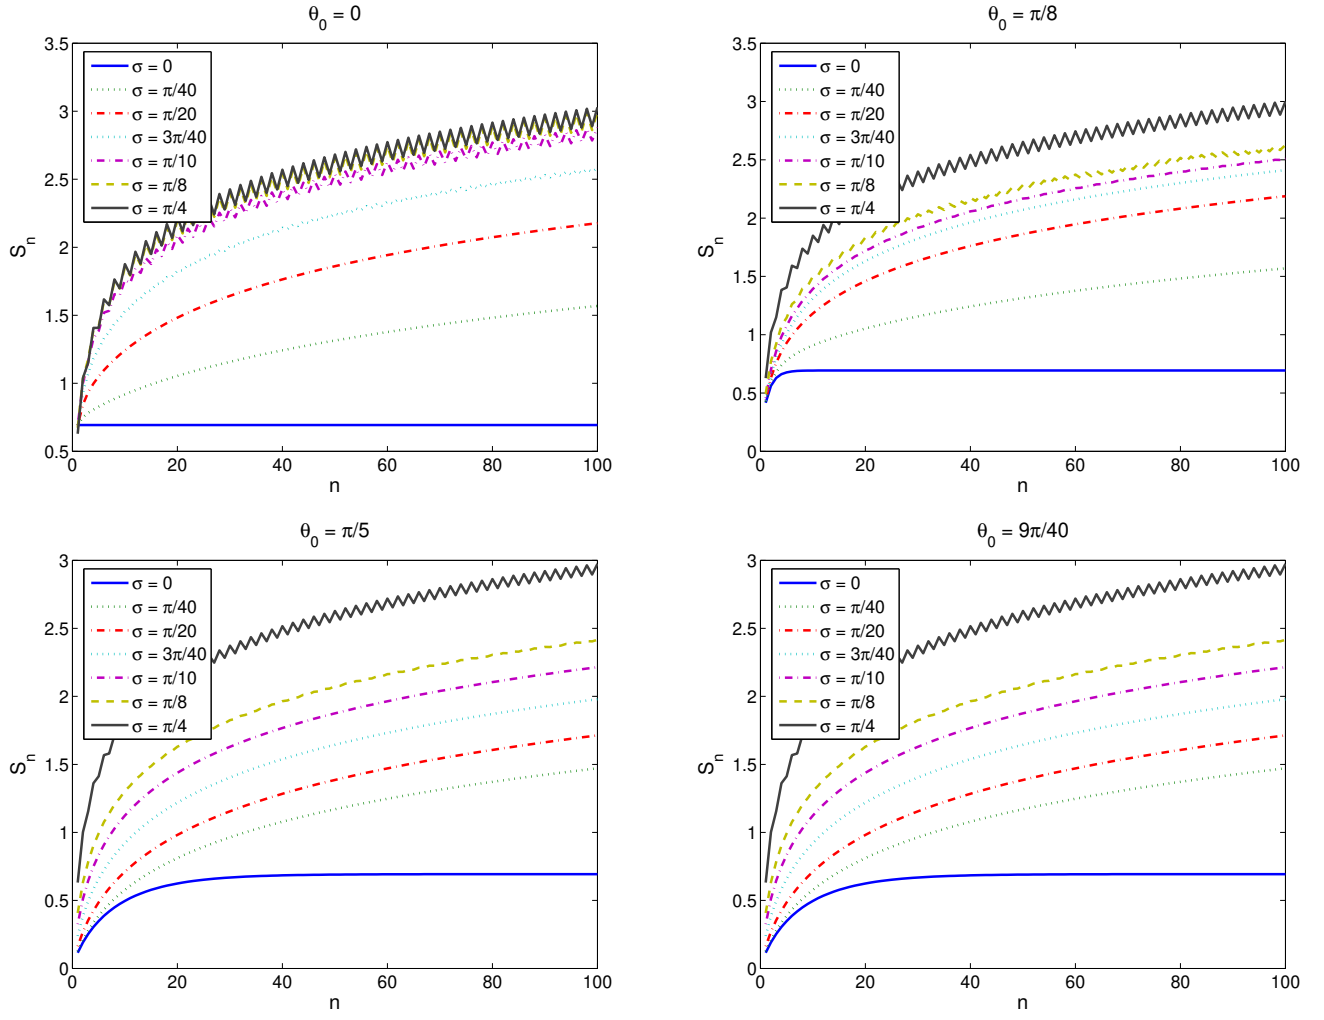 θ₀ = 0
3.5
3
2.5
2
1.5
1
0.5
0 20 40 60 80 100
S_n
n
σ = 0
σ = π/40
σ = π/20
σ = 3π/40
σ = π/10
σ = π/8
σ = π/4
θ₀ = π/8
3.5
3
2.5
2
1.5
1
0.5
0
0 20 40 60 80 100
S_n
n
σ = 0
σ = π/40
σ = π/20
σ = 3π/40
σ = π/10
σ = π/8
σ = π/4
θ₀ = π/5
3
2.5
2
1.5
1
0.5
0
0 20 40 60 80 100
S_n
n
σ = 0
σ = π/40
σ = π/20
σ = 3π/40
σ = π/10
σ = π/8
σ = π/4
θ₀ = 9π/40
3
2.5
2
1.5
1
0.5
0
0 20 40 60 80 100
S_n
n
σ = 0
σ = π/40
σ = π/20
σ = 3π/40
σ = π/10
σ = π/8
σ = π/4